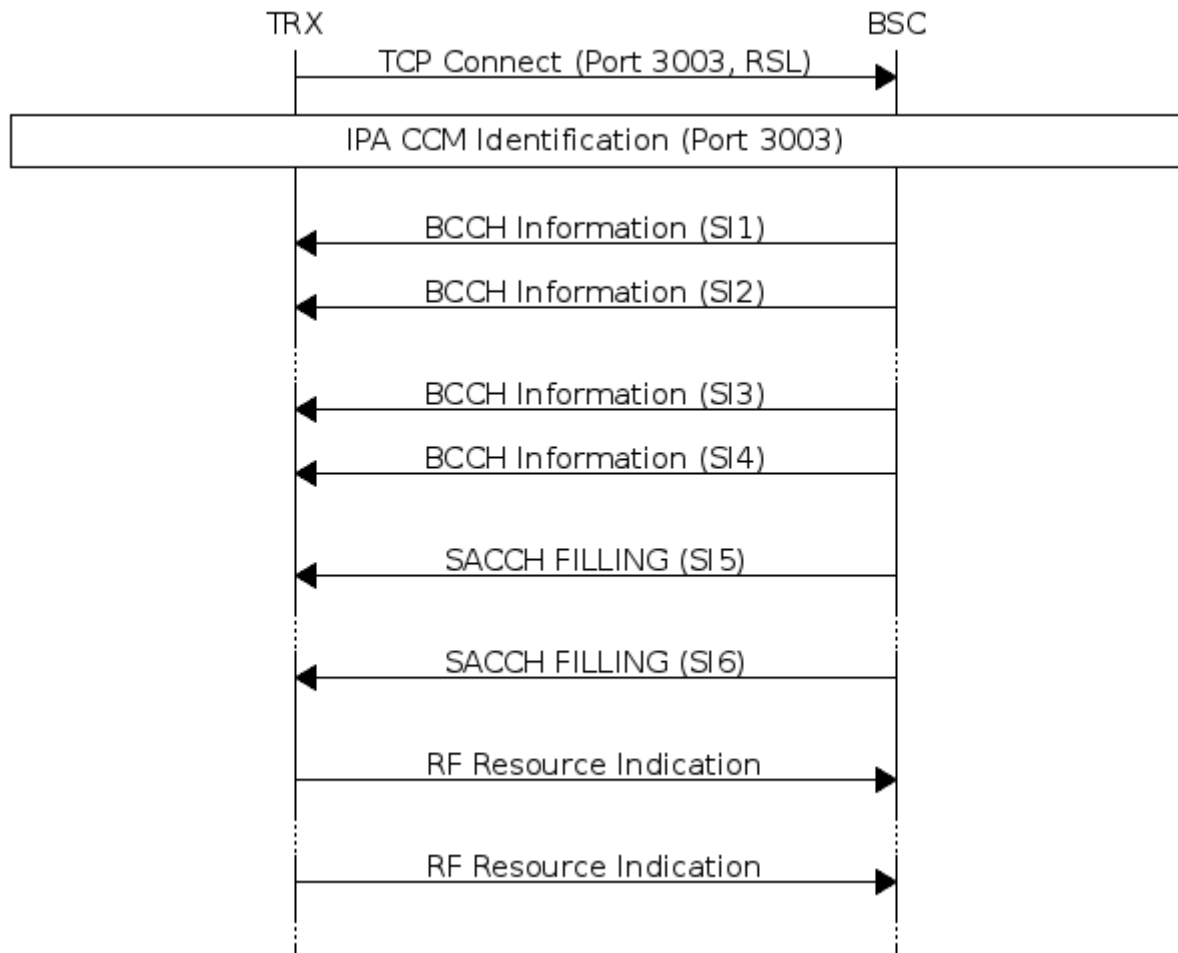 TRX BSC
TCP Connect (Port 3003, RSL)
IPA CCM Identification (Port 3003)
BCCH Information (SI1)
BCCH Information (SI2)
BCCH Information (SI3)
BCCH Information (SI4)
SACCH FILLING (SI5)
SACCH FILLING (SI6)
RF Resource Indication
RF Resource Indication